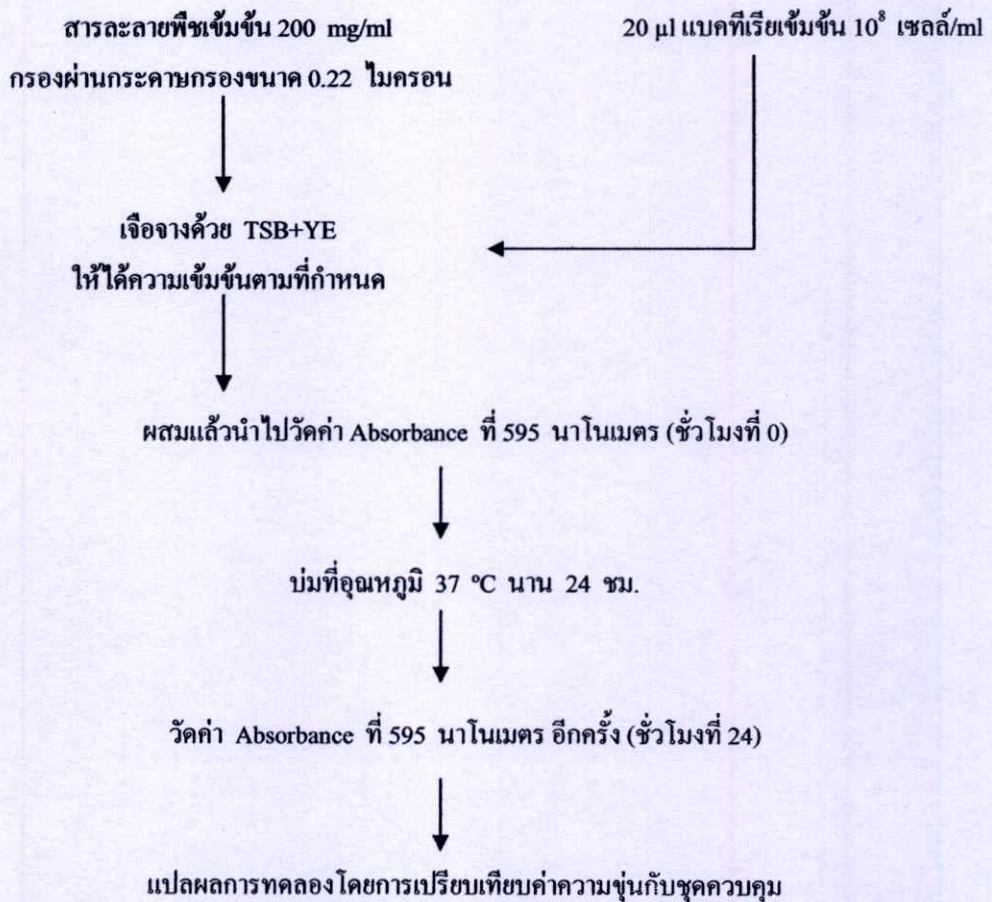 สารละลายพืชเข้มข้น 200 mg/ml
กรองผ่านกระดาษกรองขนาด 0.22 ไมครอน
20 μl แบคทีเรียเข้มข้น 10⁸ เซลล์/ml
เจือจางด้วย TSB+YE
ให้ได้ความเข้มข้นตามที่กำหนด
ผสมแล้วนำไปวัดค่า Absorbance ที่ 595 นาโนเมตร (ชั่วโมงที่ 0)
บ่มที่อุณหภูมิ 37 °C นาน 24 ชม.
วัดค่า Absorbance ที่ 595 นาโนเมตร อีกครั้ง (ชั่วโมงที่ 24)
แปลผลการทดลองโดยการเปรียบเทียบค่าความขุ่นกับชุดควบคุม